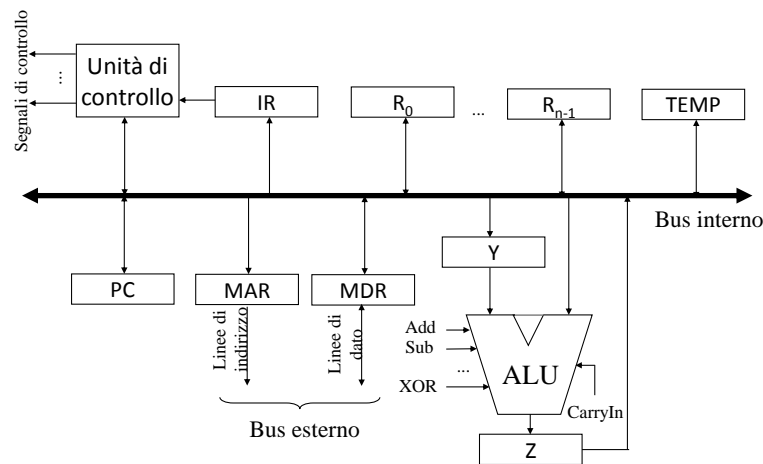 Segnali di controllo
...
Unità di
controllo
IR
R0
...
Rn-1
TEMP
Bus interno
PC
MAR
MDR
Y
Linee di
indirizzo
Linee di
dato
Add
Sub
...
XOR
ALU
CarryIn
Bus esterno
Z